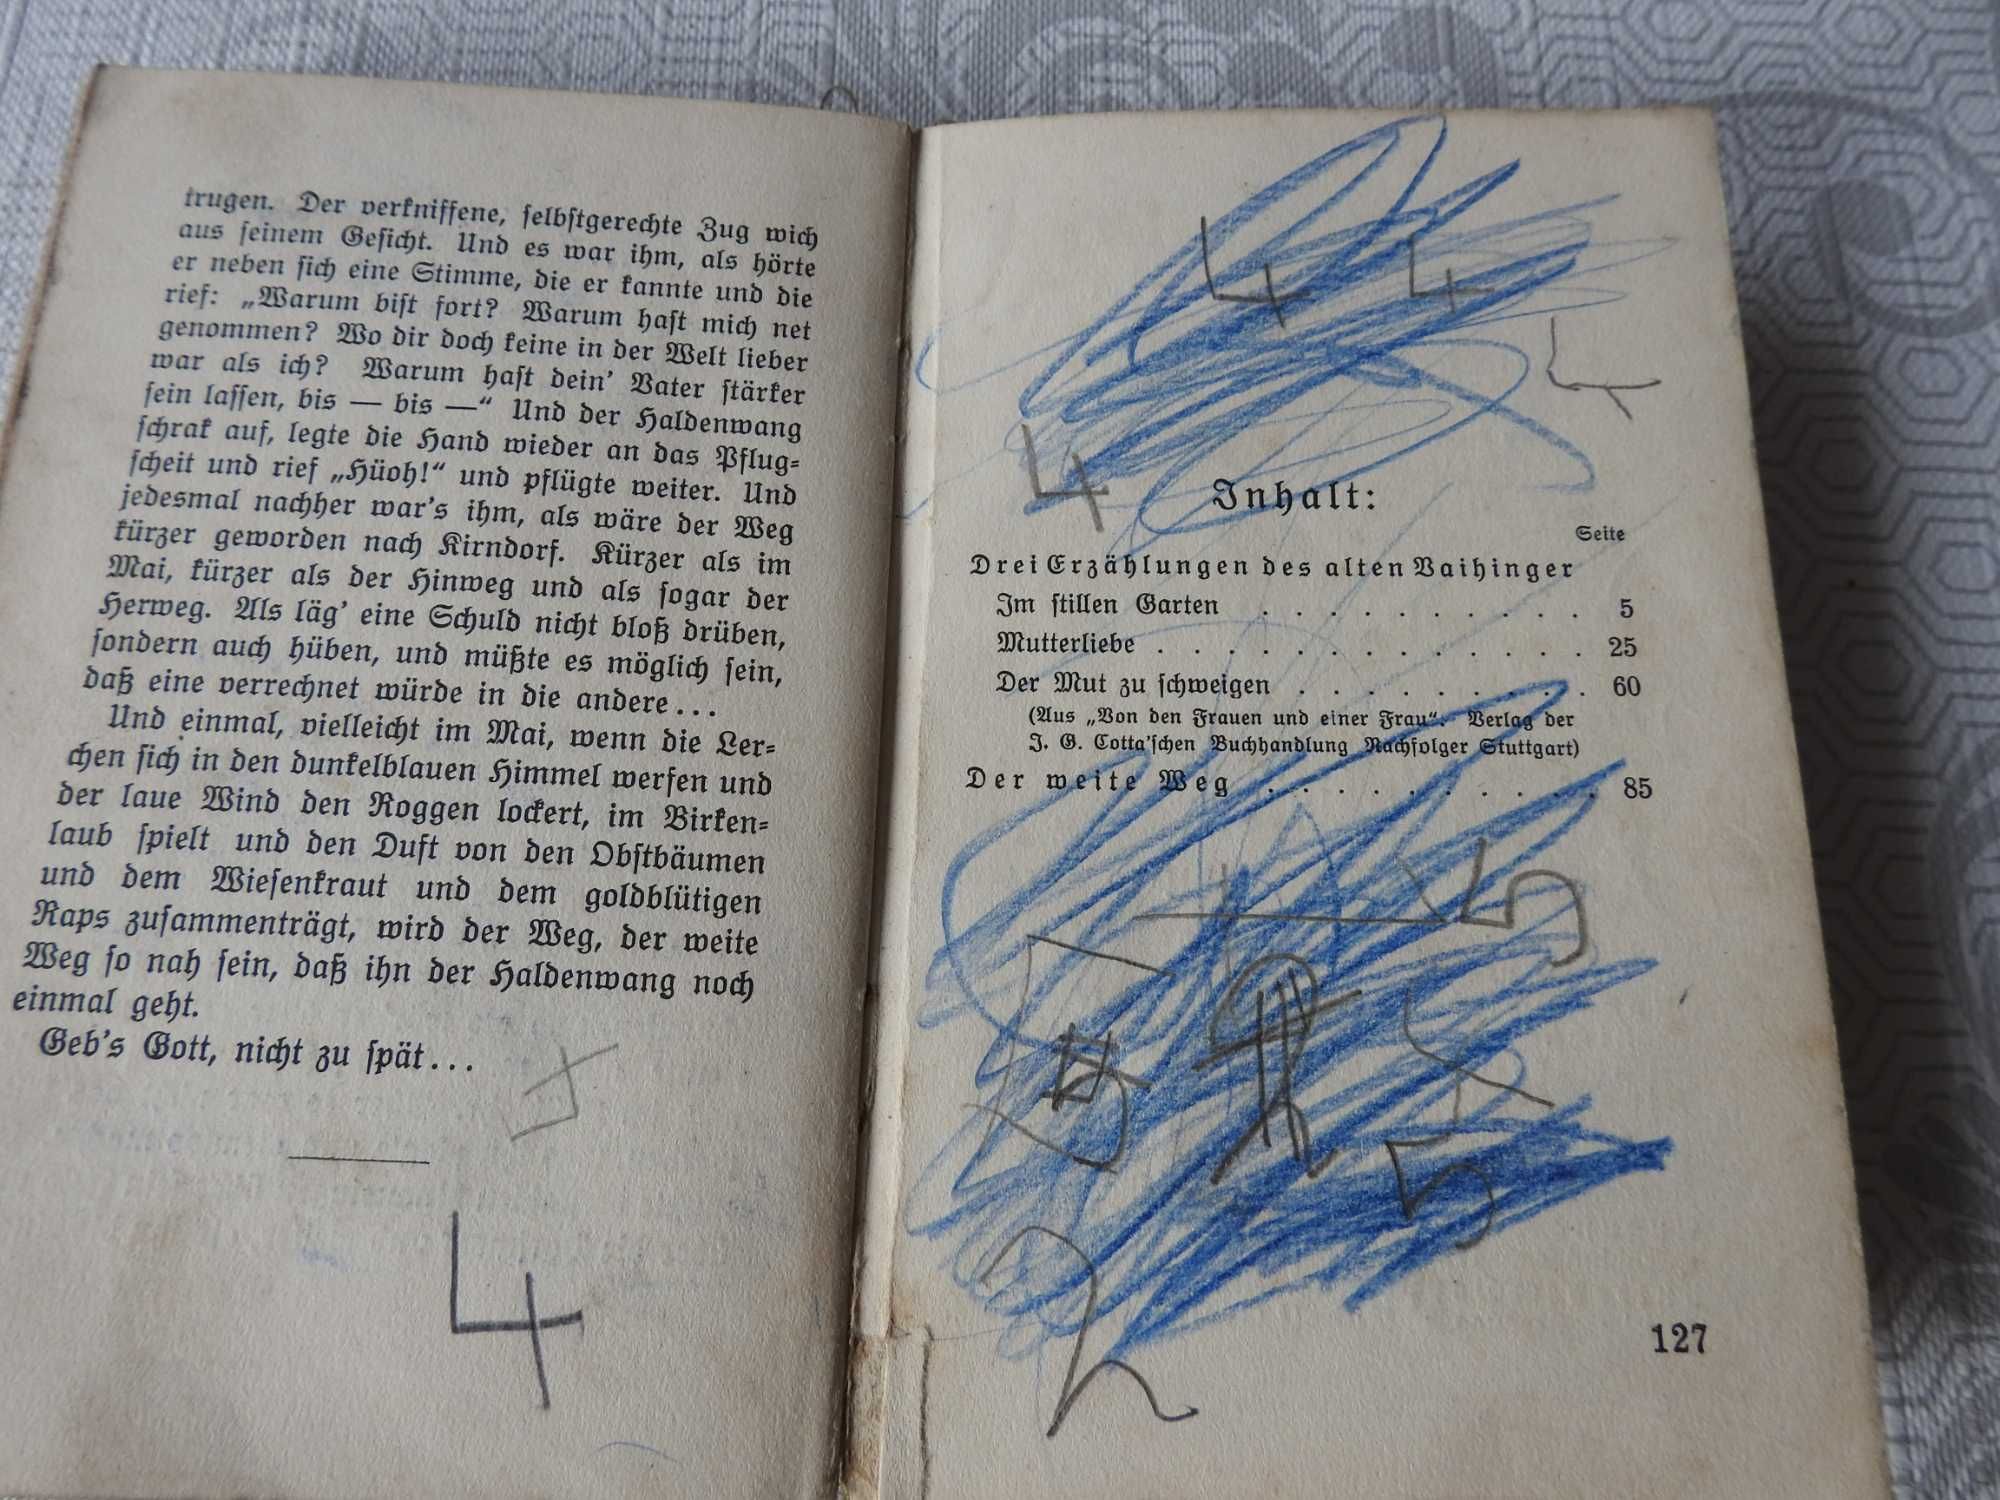 trugen. Der verkniffene, selbstgerechte Zug wich
aus seinem Gesicht. Und es war ihm, als hörte
er neben sich eine Stimme, die er kannte und die
rief: „Warum bist fort? Warum hast mich net
genommen? Wo dir doch keine in der Welt lieber
war als ich? Warum hast dein' Vater stärker
sein lassen, bis — bis —“ Und der Haldenwang
schrak auf, legte die Hand wieder an das Pflug-
scheit und rief „Hüoh!“ und pflügte weiter. Und
jedesmal nachher war's ihm, als wäre der Weg
kürzer geworden nach Kirndorf. Kürzer als im
Mai, kürzer als der Hinweg und als sogar der
Herweg. Als läg' eine Schuld nicht bloß drüben,
sondern auch hüben, und müßte es möglich sein,
daß eine verrechnet würde in die andere...
Und einmal, vielleicht im Mai, wenn die Ler-
chen sich in den dunkelblauen Himmel werfen und
der laue Wind den Roggen lockert, im Birken-
laub spielt und den Duft von den Obstbäumen
und dem Wiesenkraut und dem goldblütigen
Raps zusammenträgt, wird der Weg, der weite
Weg so nah sein, daß ihn der Haldenwang noch
einmal geht.
Geb's Gott, nicht zu spät...
4
4 4
4
4
Inhalt:
Seite
Drei Erzählungen des alten Vaihinger
Im stillen Garten . . . . . . . . . . 5
Mutterliebe . . . . . . . . . . . . . 25
Der Mut zu schweigen . . . . . . . . . 60
(Aus „Von den Frauen und einer Frau“. Verlag der
J. G. Cotta'schen Buchhandlung Nachfolger Stuttgart)
Der weite Weg . . . . . . . . . . 85
5
5
2
127